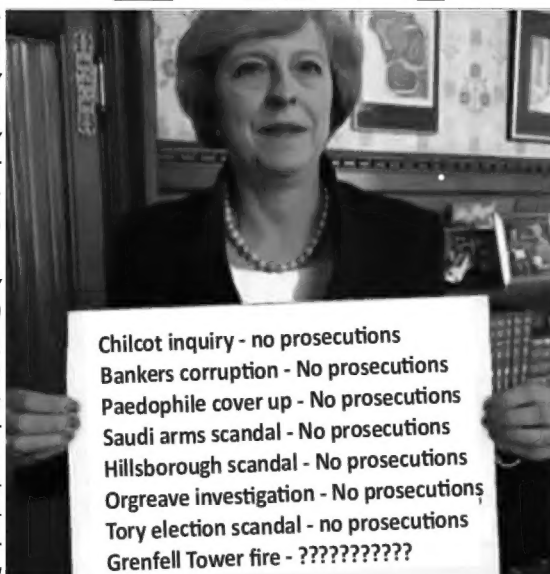 Chilcot inquiry - no prosecutions
Bankers corruption - No prosecutions
Paedophile cover up - No prosecutions
Saudi arms scandal - No prosecutions
Hillsborough scandal - No prosecutions
Orgreave investigation - No prosecutions
Tory election scandal - no prosecutions
Grenfell Tower fire - ???????????